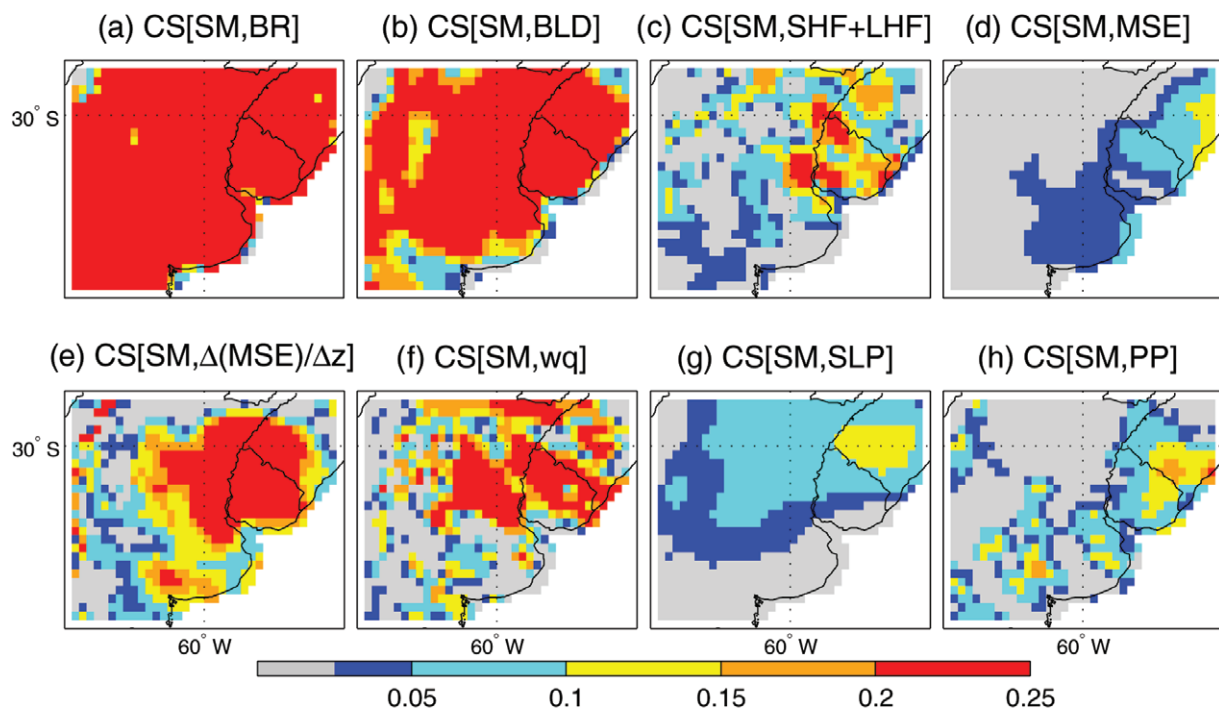 (a) CS[SM,BR] (b) CS[SM,BLD] (c) CS[SM,SHF+LHF] (d) CS[SM,MSE]
30° S
(e) CS[SM,Δ(MSE)/Δz] (f) CS[SM,wq] (g) CS[SM,SLP] (h) CS[SM,PP]
30° S
60° W 60° W 60° W 60° W
0.05 0.1 0.15 0.2 0.25